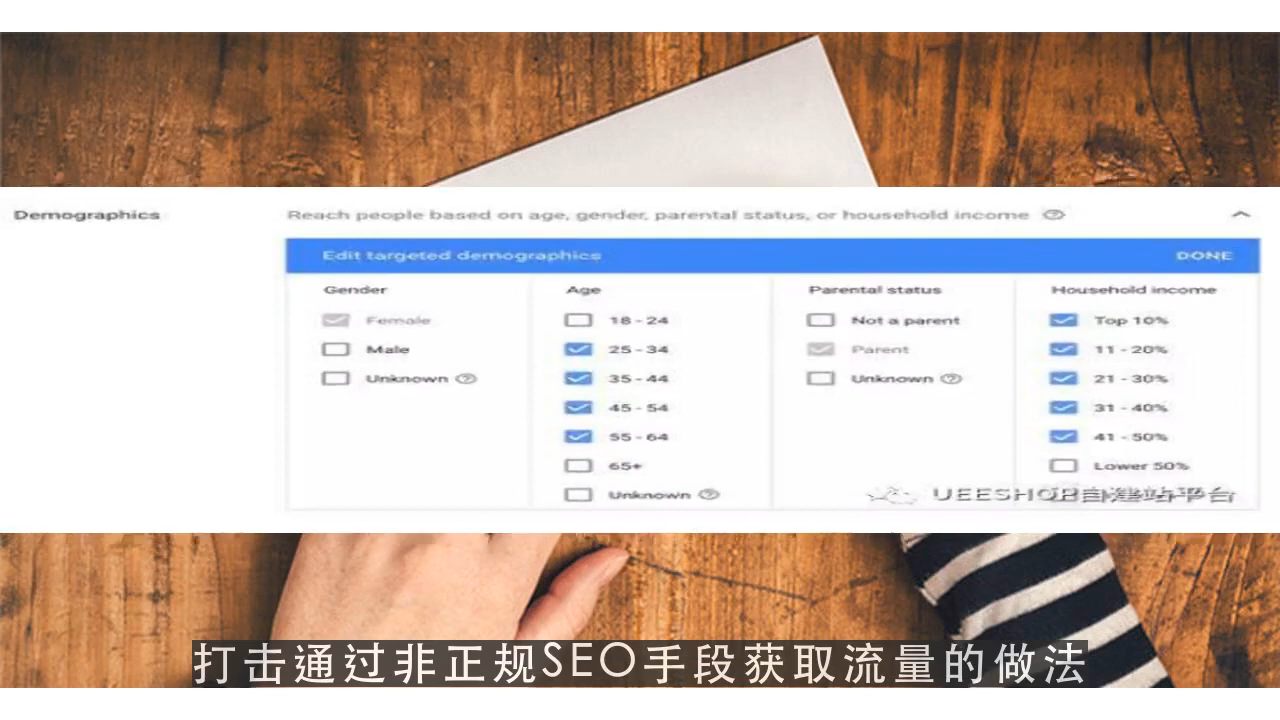 Demographics
Reach people based on age, gender, parental status, or household income
Edit targeted demographics
DONE
Gender
Female
Male
Unknown
Age
18 - 24
25 - 34
35 - 44
45 - 54
55 - 64
65+
Unknown
Parental status
Not a parent
Parent
Unknown
Household income
Top 10%
11 - 20%
21 - 30%
31 - 40%
41 - 50%
Lower 50%
UEESHOP自建站平台
打击通过非正规SEO手段获取流量的做法